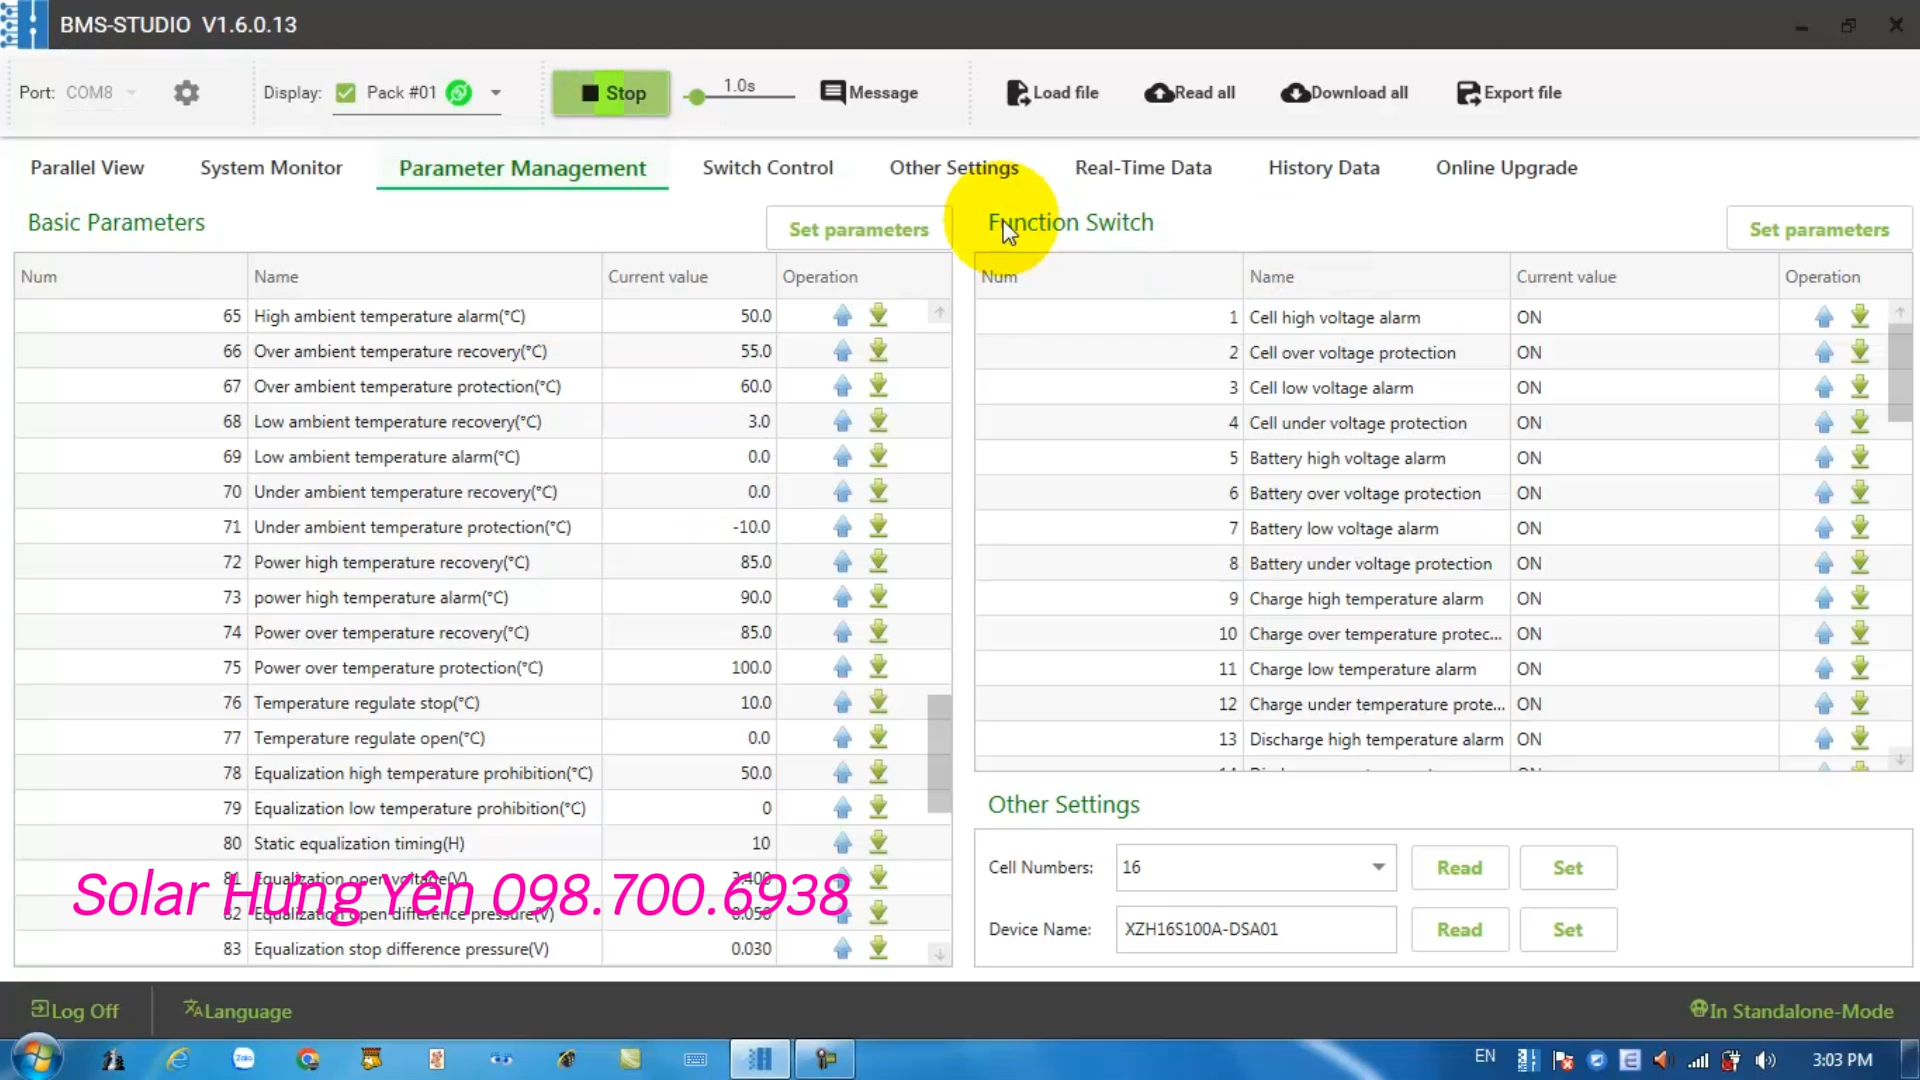 BMS-STUDIO V1.6.0.13
Port: COM8 Display: Pack #01 Stop 1.0s Message Load file Read all Download all Export file
Parallel View System Monitor Parameter Management Switch Control Other Settings Real-Time Data History Data Online Upgrade
Basic Parameters Set parameters
Num Name Current value Operation
65 High ambient temperature alarm(°C) 50.0
66 Over ambient temperature recovery(°C) 55.0
67 Over ambient temperature protection(°C) 60.0
68 Low ambient temperature recovery(°C) 3.0
69 Low ambient temperature alarm(°C) 0.0
70 Under ambient temperature recovery(°C) 0.0
71 Under ambient temperature protection(°C) -10.0
72 Power high temperature recovery(°C) 85.0
73 power high temperature alarm(°C) 90.0
74 Power over temperature recovery(°C) 85.0
75 Power over temperature protection(°C) 100.0
76 Temperature regulate stop(°C) 10.0
77 Temperature regulate open(°C) 0.0
78 Equalization high temperature prohibition(°C) 50.0
79 Equalization low temperature prohibition(°C) 0
80 Static equalization timing(H) 10
81 Equalization open voltage(V) 3.400
82 Equalization open difference pressure(V) 0.050
83 Equalization stop difference pressure(V) 0.030
Solar Hưng Yên 098.700.6938
Function Switch Set parameters
Num Name Current value Operation
1 Cell high voltage alarm ON
2 Cell over voltage protection ON
3 Cell low voltage alarm ON
4 Cell under voltage protection ON
5 Battery high voltage alarm ON
6 Battery over voltage protection ON
7 Battery low voltage alarm ON
8 Battery under voltage protection ON
9 Charge high temperature alarm ON
10 Charge over temperature protec... ON
11 Charge low temperature alarm ON
12 Charge under temperature prote... ON
13 Discharge high temperature alarm ON
Other Settings
Cell Numbers: 16 Read Set
Device Name: XZH16S100A-DSA01 Read Set
Log Off Language In Standalone-Mode
Zalo EN 3:03 PM